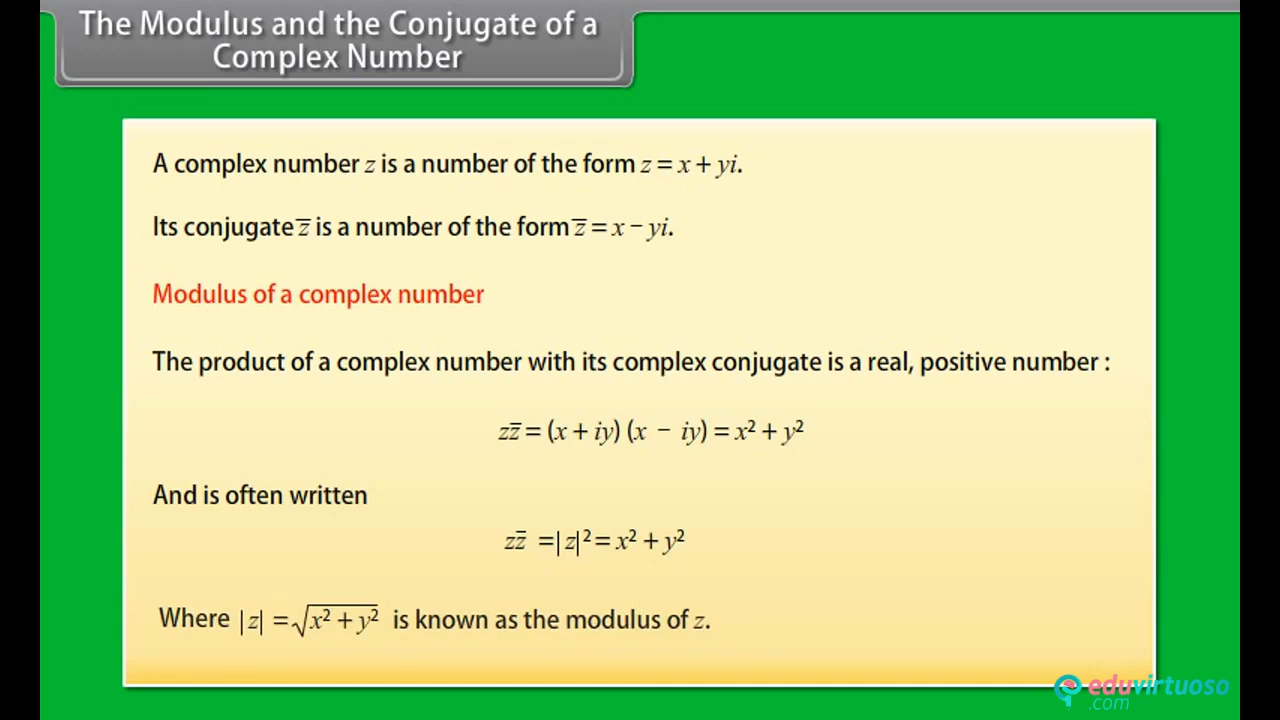 The Modulus and the Conjugate of a
Complex Number
A complex number z is a number of the form z = x + yi.
Its conjugate z̅ is a number of the form z̅ = x − yi.
Modulus of a complex number
The product of a complex number with its complex conjugate is a real, positive number :
zz̅ = (x + iy) (x − iy) = x² + y²
And is often written
zz̅ =|z|² = x² + y²
Where |z| = √(x² + y²) is known as the modulus of z.
eduvirtuoso
.com